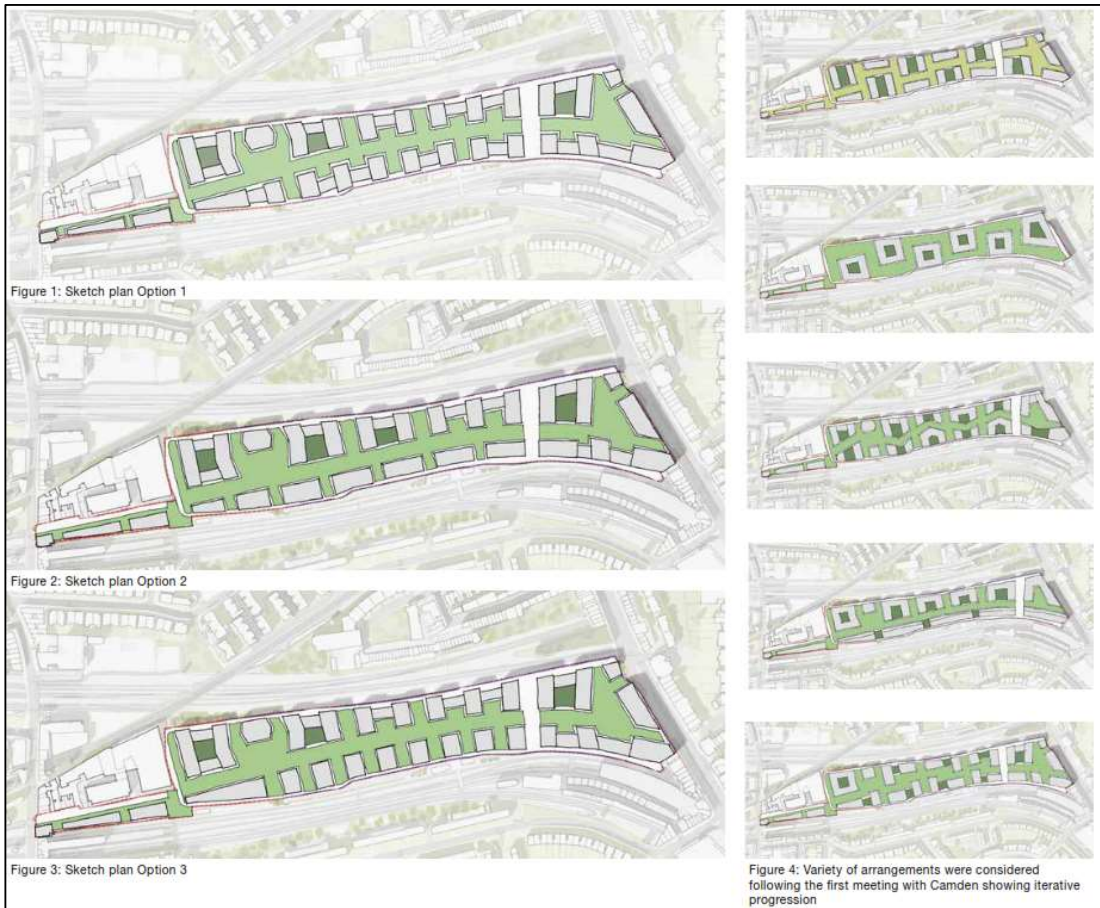 Figure 1: Sketch plan Option 1
Figure 2: Sketch plan Option 2
Figure 3: Sketch plan Option 3
Figure 4: Variety of arrangements were considered
following the first meeting with Camden showing iterative
progression